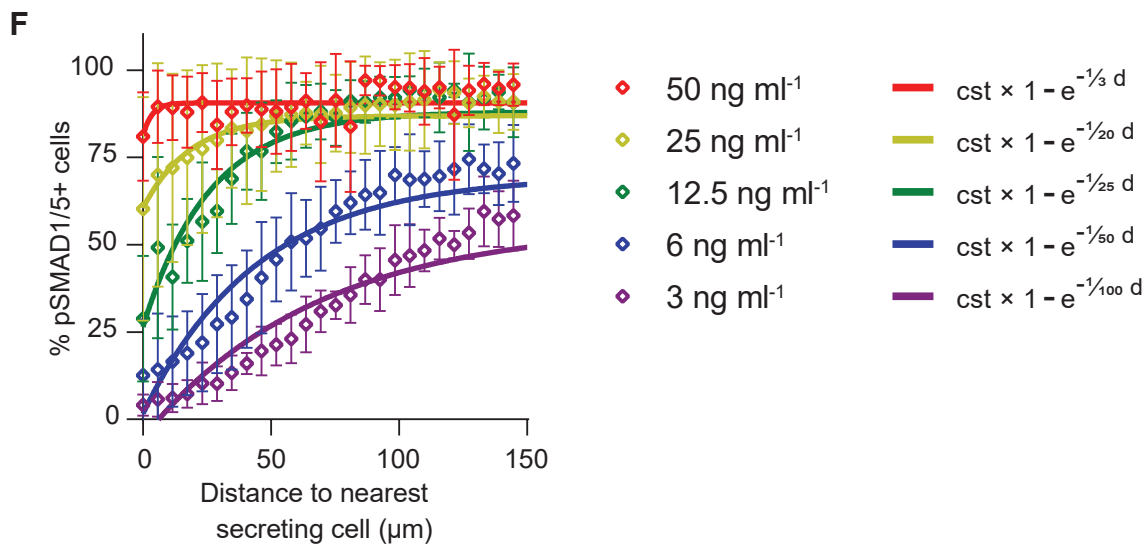 F
% pSMAD1/5+ cells
100
75
50
25
0
0 50 100 150
Distance to nearest
secreting cell (μm)
50 ng ml⁻¹
25 ng ml⁻¹
12.5 ng ml⁻¹
6 ng ml⁻¹
3 ng ml⁻¹
cst × 1 – e⁻¹⁄₃ ᵈ
cst × 1 – e⁻¹⁄₂₀ ᵈ
cst × 1 – e⁻¹⁄₂₅ ᵈ
cst × 1 – e⁻¹⁄₅₀ ᵈ
cst × 1 – e⁻¹⁄₁₀₀ ᵈ